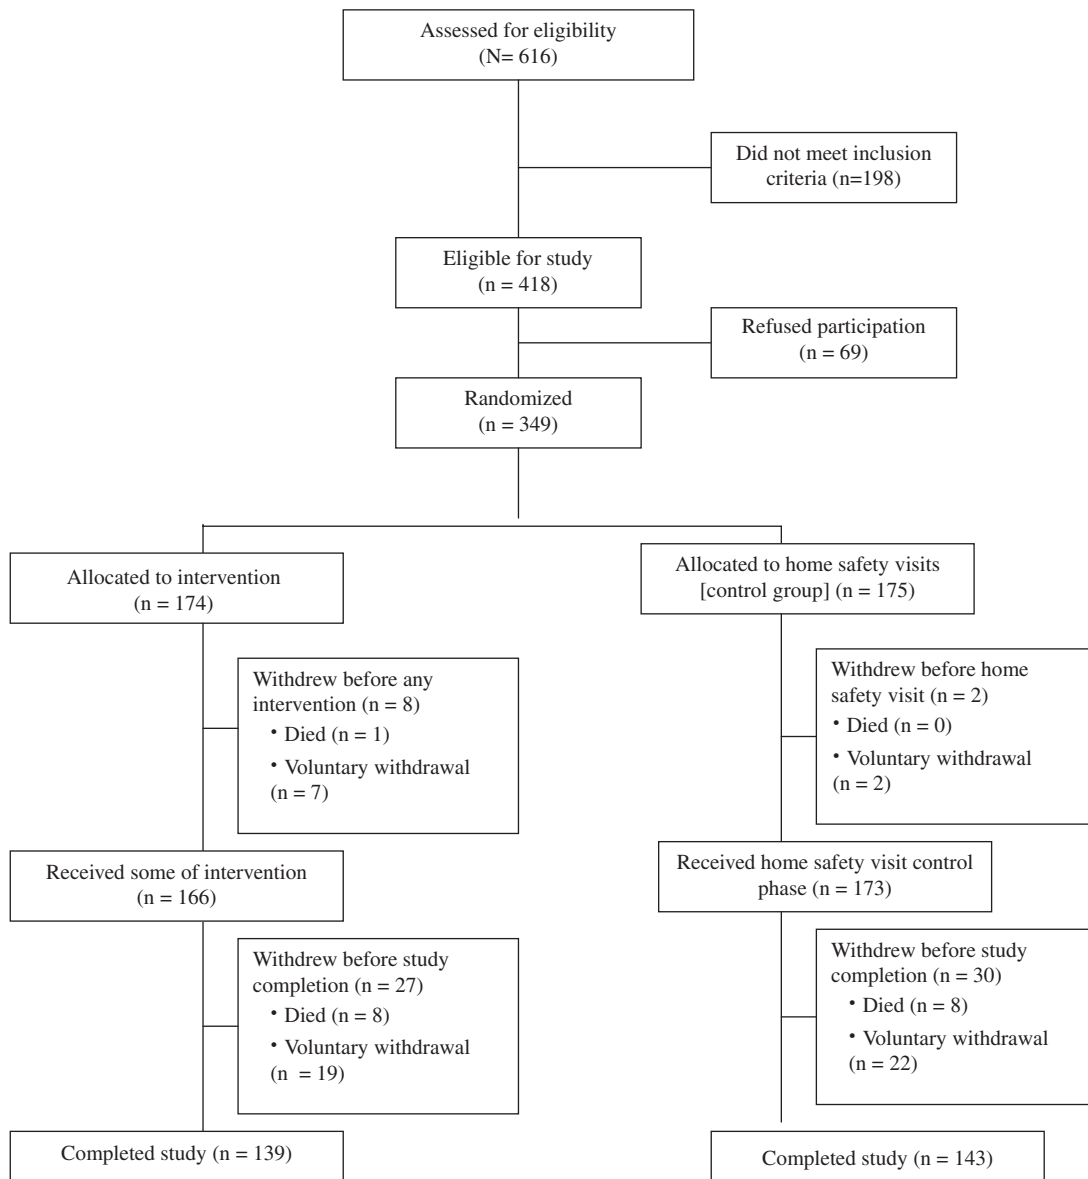 Assessed for eligibility
(N= 616)
Did not meet inclusion
criteria (n=198)
Eligible for study
(n = 418)
Refused participation
(n = 69)
Randomized
(n = 349)
Allocated to intervention
(n = 174)
Allocated to home safety visits
[control group] (n = 175)
Withdrew before any
intervention (n = 8)
• Died (n = 1)
• Voluntary withdrawal
(n = 7)
Withdrew before home
safety visit (n = 2)
• Died (n = 0)
• Voluntary withdrawal
(n = 2)
Received some of intervention
(n = 166)
Received home safety visit control
phase (n = 173)
Withdrew before study
completion (n = 27)
• Died (n = 8)
• Voluntary withdrawal
(n = 19)
Withdrew before study
completion (n = 30)
• Died (n = 8)
• Voluntary withdrawal
(n = 22)
Completed study (n = 139)
Completed study (n = 143)